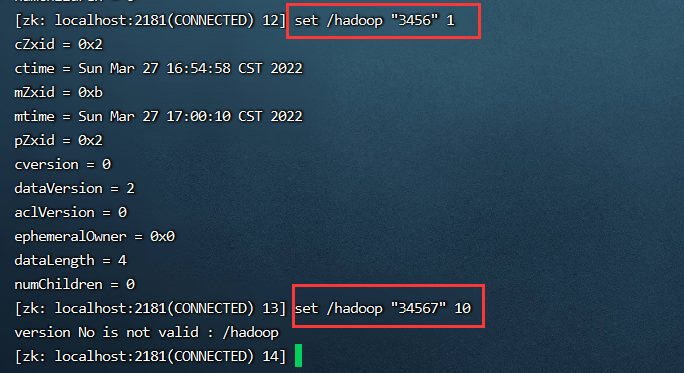 [zk: localhost:2181(CONNECTED) 12] set /hadoop "3456" 1
cZxid = 0x2
ctime = Sun Mar 27 16:54:58 CST 2022
mZxid = 0xb
mtime = Sun Mar 27 17:00:10 CST 2022
pZxid = 0x2
cversion = 0
dataVersion = 2
aclVersion = 0
ephemeralOwner = 0x0
dataLength = 4
numChildren = 0
[zk: localhost:2181(CONNECTED) 13] set /hadoop "34567" 10
version No is not valid : /hadoop
[zk: localhost:2181(CONNECTED) 14]